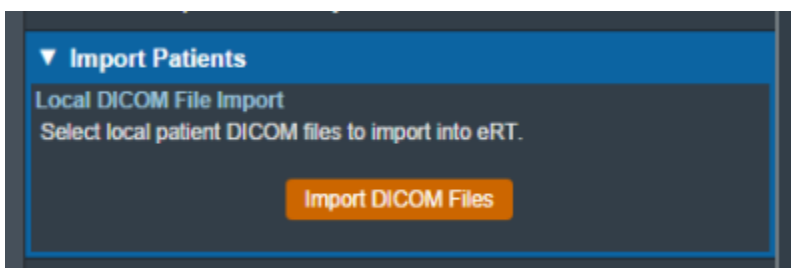 ▼ Import Patients
Local DICOM File Import
Select local patient DICOM files to import into eRT.
Import DICOM Files